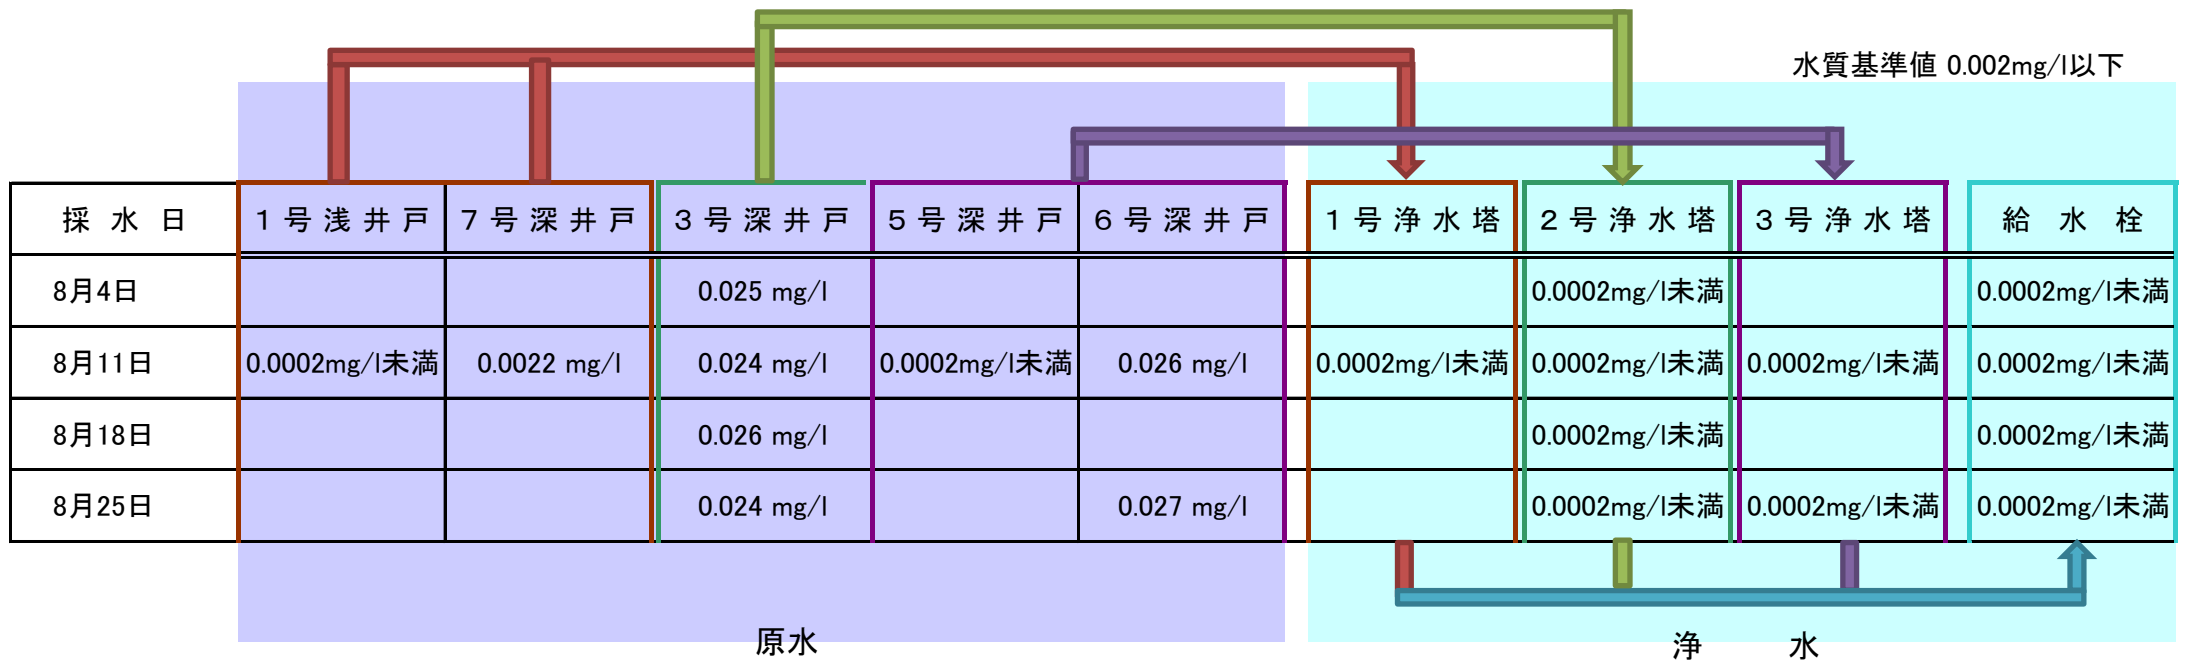 水質基準値 0.002mg/l以下
採水日 1号浅井戸 7号深井戸 3号深井戸 5号深井戸 6号深井戸 1号浄水塔 2号浄水塔 3号浄水塔 給水栓
8月4日 0.025 mg/l 0.0002mg/l未満 0.0002mg/l未満
8月11日 0.0002mg/l未満 0.0022 mg/l 0.024 mg/l 0.0002mg/l未満 0.026 mg/l 0.0002mg/l未満 0.0002mg/l未満 0.0002mg/l未満 0.0002mg/l未満
8月18日 0.026 mg/l 0.0002mg/l未満 0.0002mg/l未満
8月25日 0.024 mg/l 0.027 mg/l 0.0002mg/l未満 0.0002mg/l未満 0.0002mg/l未満
原水 浄水